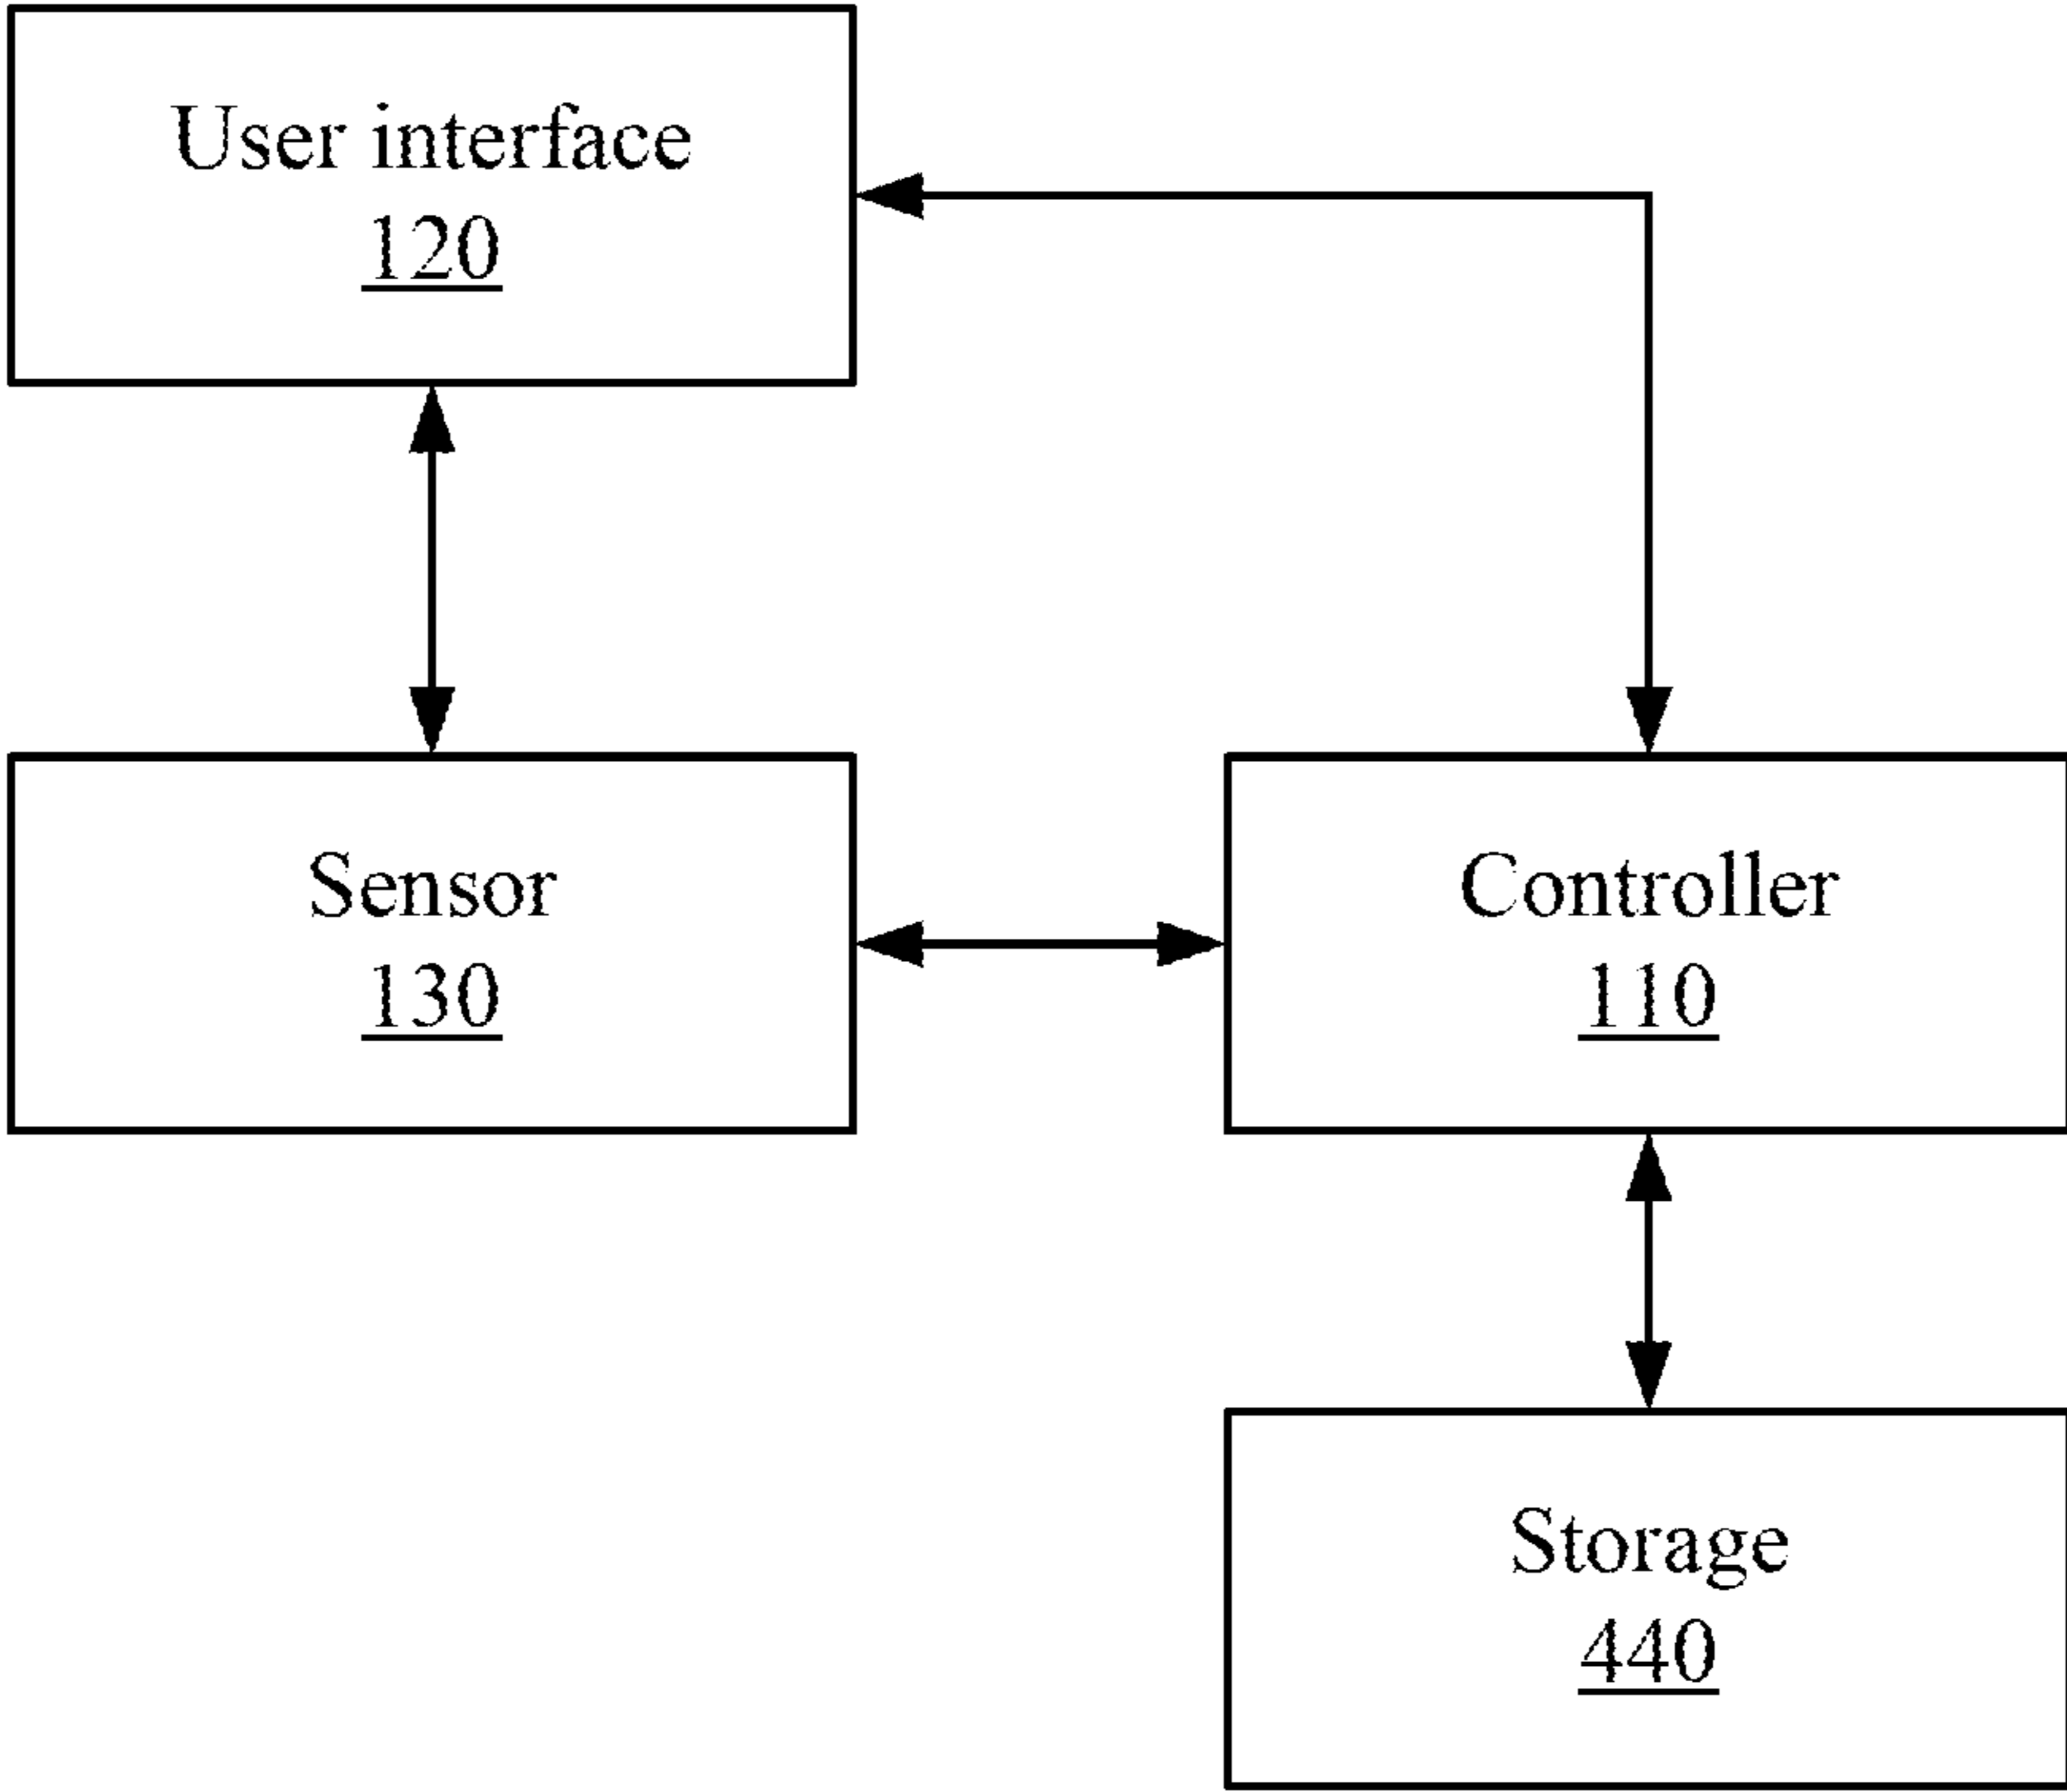 User interface
120
Sensor
130
Controller
110
Storage
440